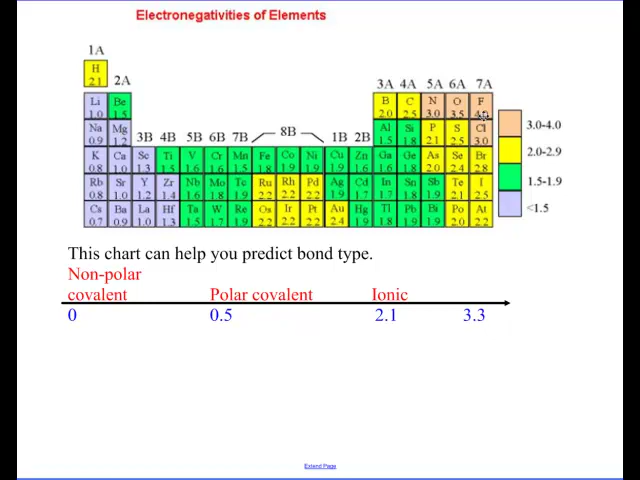 Electronegativities of Elements
1A
H
2.1
2A
3A 4A 5A 6A 7A
Li Be B C N O F
1.0 1.5 2.0 2.5 3.0 3.5
3.0-4.0
Na Mg Al Si P S Cl
0.9 1.2 1.5 1.8 2.1 2.5 3.0
3B 4B 5B 6B 7B 8B 1B 2B
2.0-2.9
K Ca Sc Ti V Cr Mn Fe Co Ni Cu Zn Ga Ge As Se Br
0.8 1.0 1.3 1.5 1.6 1.6 1.5 1.8 1.9 1.9 1.9 1.6 1.6 1.8 2.0 2.4 2.8
1.5-1.9
Rb Sr Y Zr Nb Mo Tc Ru Rh Pd Ag Cd In Sn Sb Te I
0.8 1.0 1.2 1.4 1.6 1.8 1.9 2.2 2.2 2.2 1.9 1.7 1.7 1.8 1.9 2.1 2.5
<1.5
Cs Ba La Hf Ta W Re Os Ir Pt Au Hg Tl Pb Bi Po At
0.7 0.9 1.0 1.3 1.5 1.7 1.9 2.2 2.2 2.2 2.4 1.9 1.8 1.9 1.9 2.0 2.2
This chart can help you predict bond type.
Non-polar
covalent Polar covalent Ionic
0 0.5 2.1 3.3
Extend Page